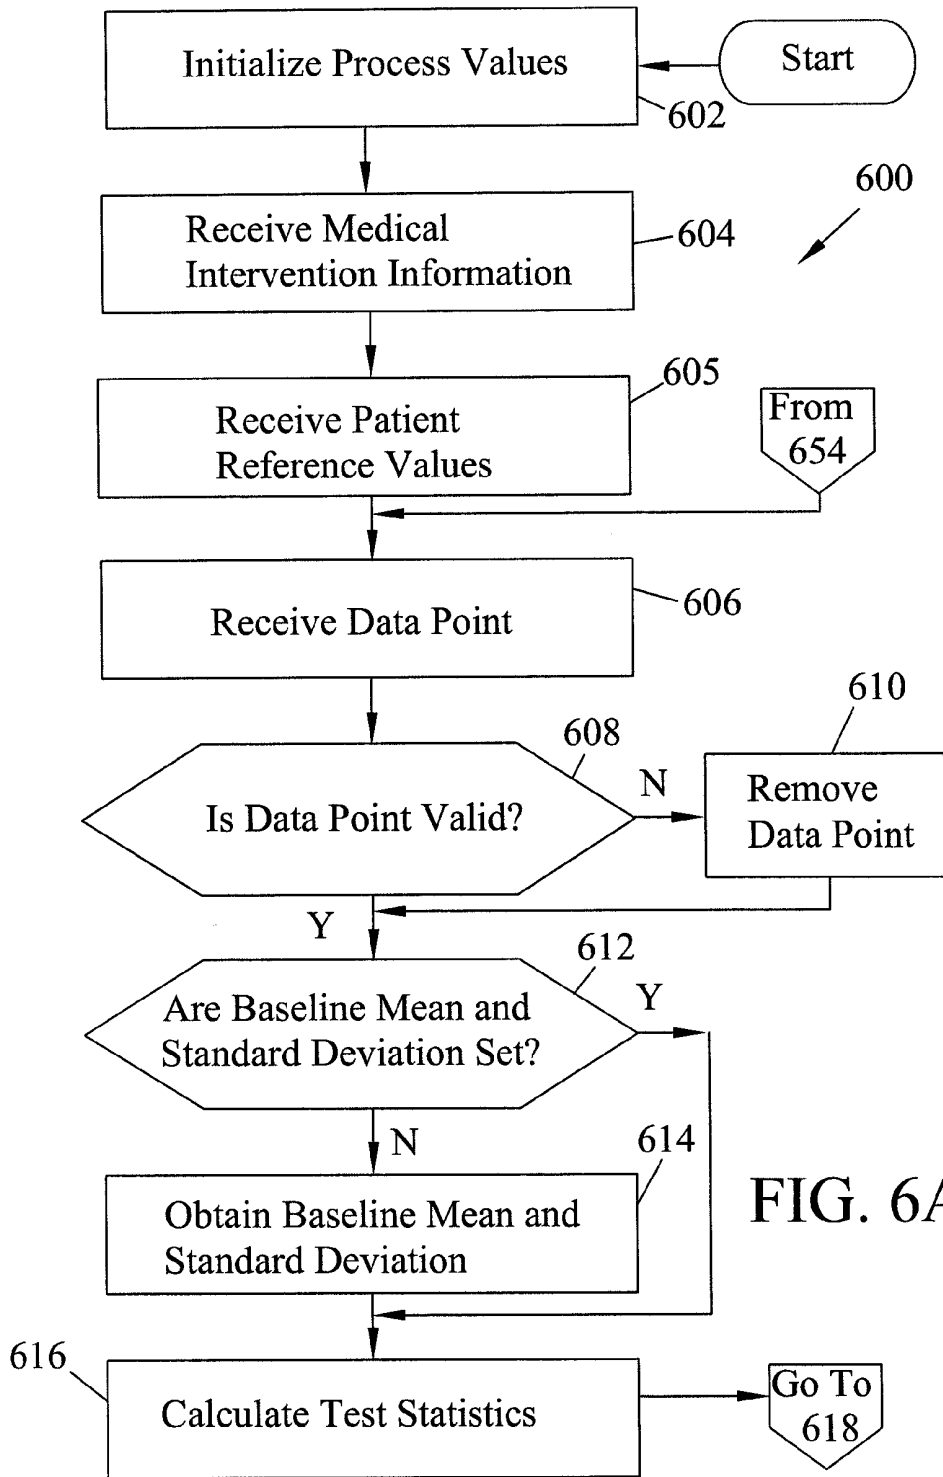 Initialize Process Values
Start
602
600
Receive Medical
Intervention Information
604
605
Receive Patient
Reference Values
From
654
Receive Data Point
606
608
610
Is Data Point Valid?
N
Remove
Data Point
Y
612
Are Baseline Mean and
Standard Deviation Set?
Y
N
614
Obtain Baseline Mean and
Standard Deviation
FIG. 6A
616
Calculate Test Statistics
Go To
618